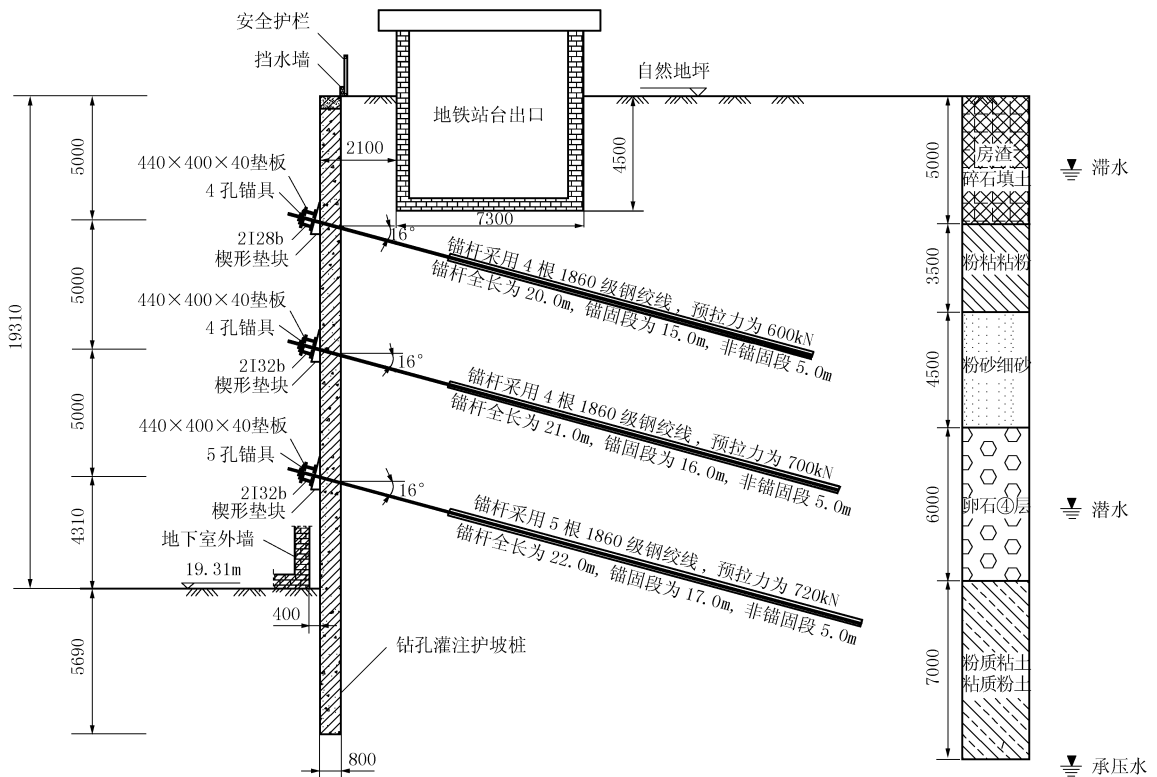 安全护栏
挡水墙
地铁站台出口
自然地坪
2100
4500
7300
19310
5000
5000
5000
4310
5690
440×400×40垫板
4孔锚具
2I28b
楔形垫块
16°
锚杆采用4根1860级钢绞线，预拉力为600kN
锚杆全长为20.0m, 锚固段为15.0m, 非锚固段5.0m
440×400×40垫板
4孔锚具
2I32b
楔形垫块
16°
锚杆采用4根1860级钢绞线，预拉力为700kN
锚杆全长为21.0m, 锚固段为16.0m, 非锚固段5.0m
440×400×40垫板
5孔锚具
2I32b
楔形垫块
16°
锚杆采用5根1860级钢绞线，预拉力为720kN
锚杆全长为22.0m, 锚固段为17.0m, 非锚固段5.0m
地下室外墙
19.31m
400
钻孔灌注护坡桩
800
5000
房渣
碎石填土
滞水
3500
粉粘粘粉
4500
粉砂细砂
6000
卵石④层
潜水
7000
粉质粘土
粘质粉土
承压水